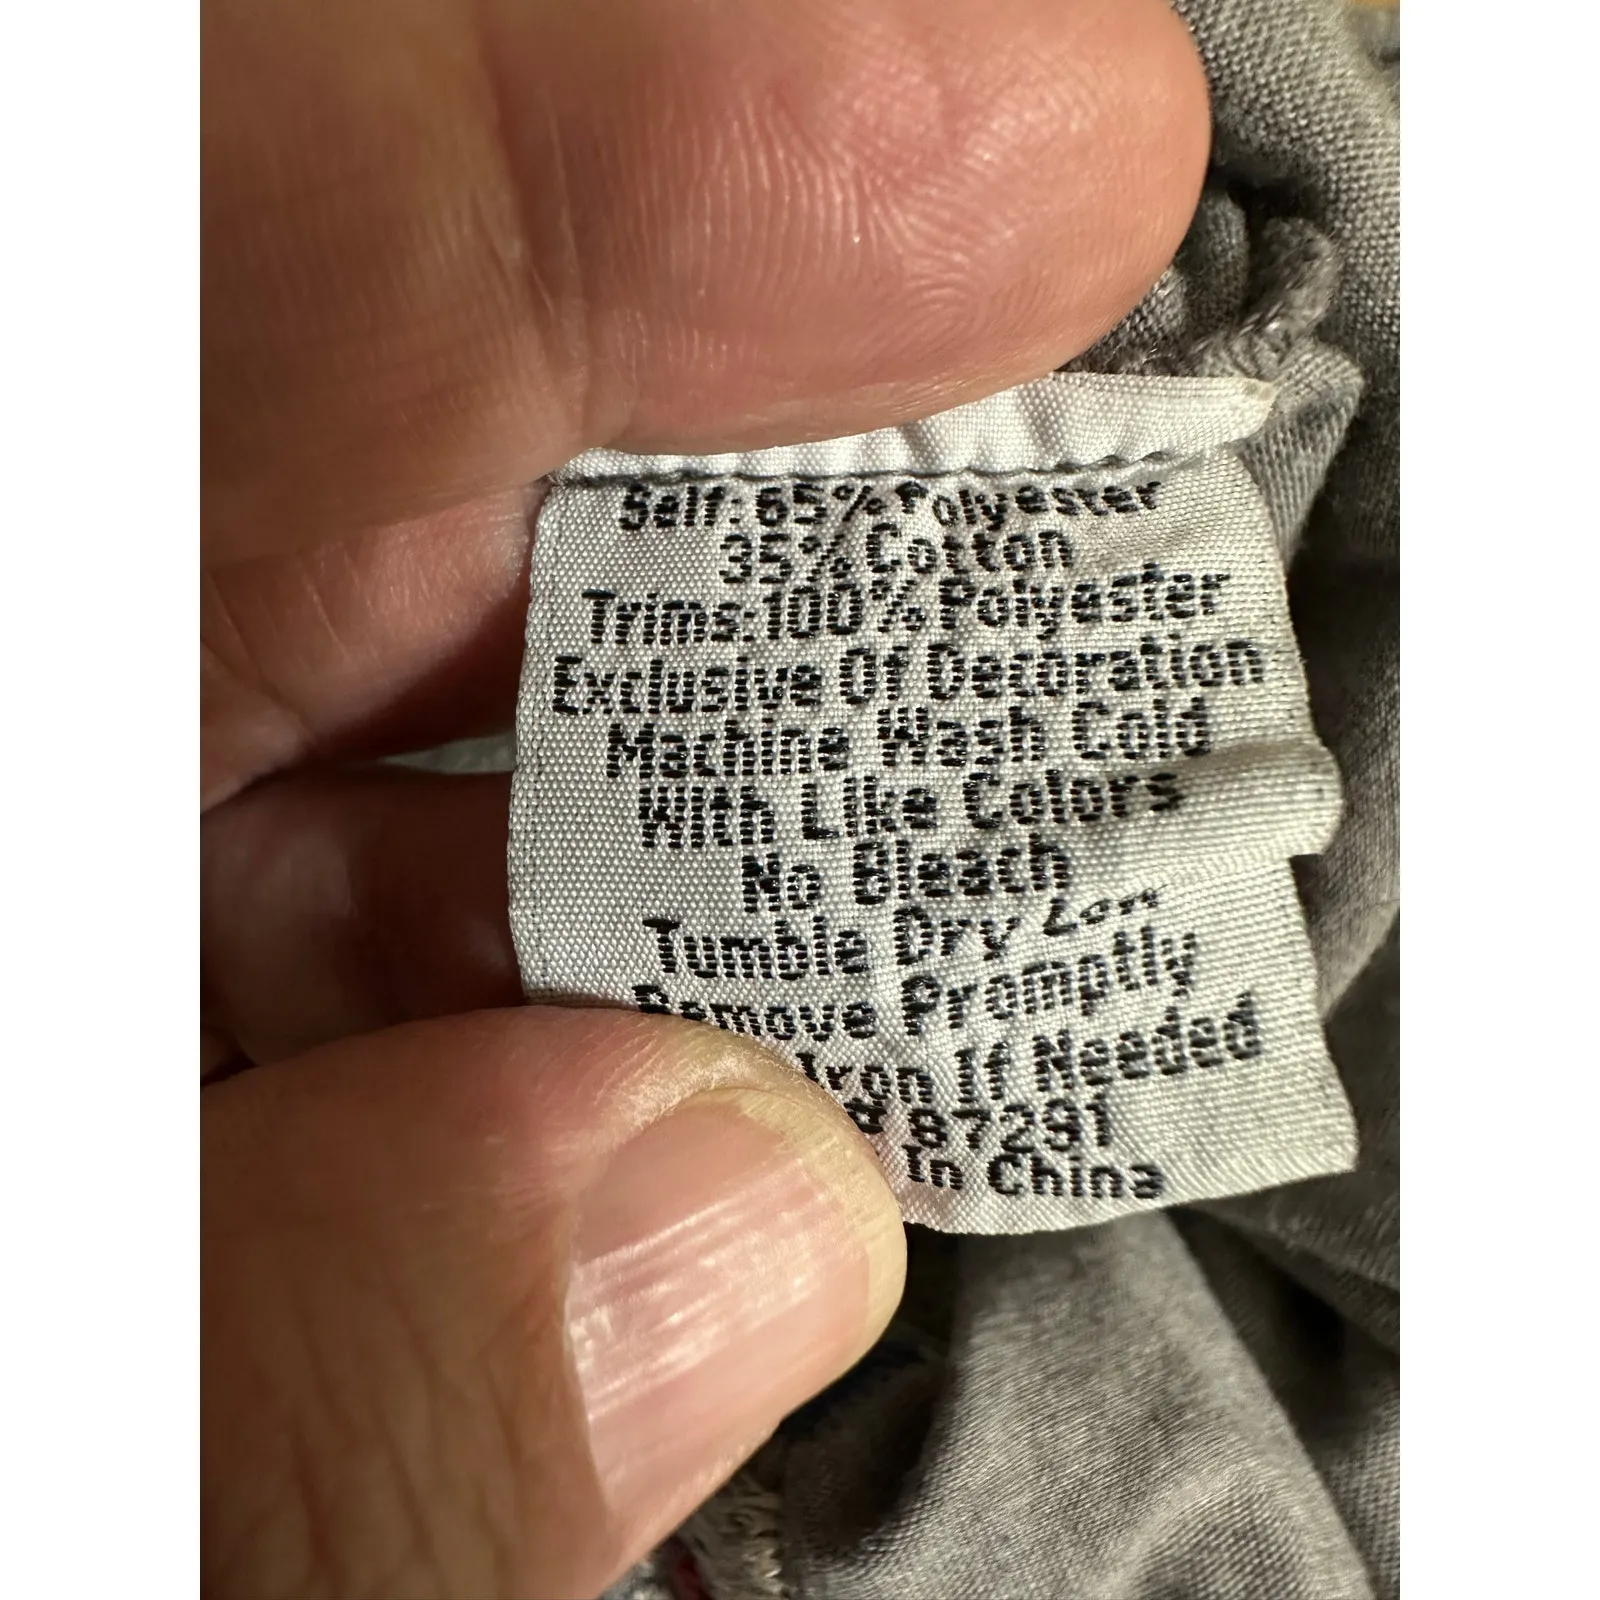 Self: 65% Polyester
35% Cotton
Trims:100% Polyester
Exclusive Of Decoration
Machine Wash Cold
With Like Colors
No Bleach
Tumble Dry Low
Remove Promptly
Iron If Needed
87291
In China